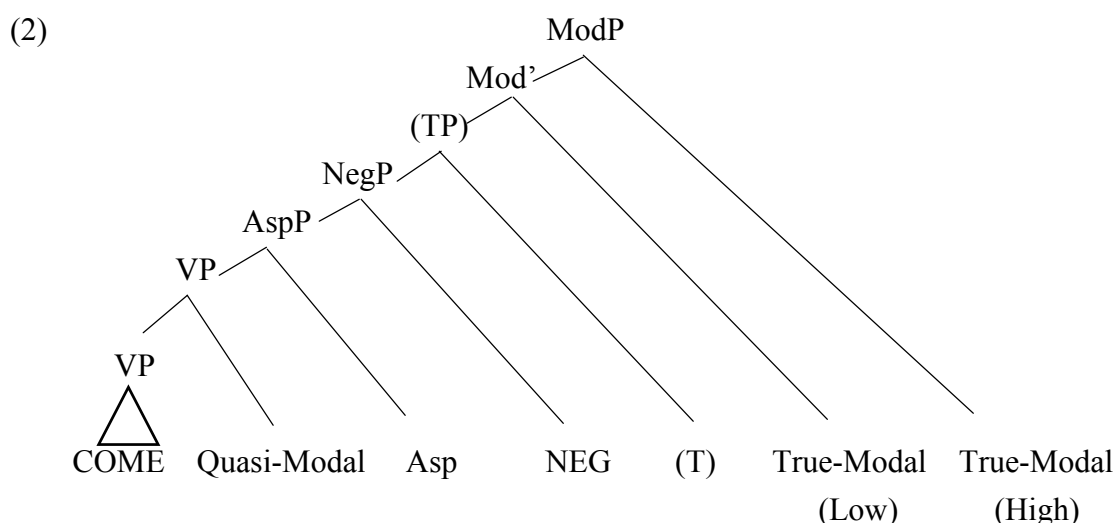 (2)
ModP
Mod’
(TP)
NegP
AspP
VP
VP
COME Quasi-Modal Asp NEG (T) True-Modal True-Modal
(Low) (High)